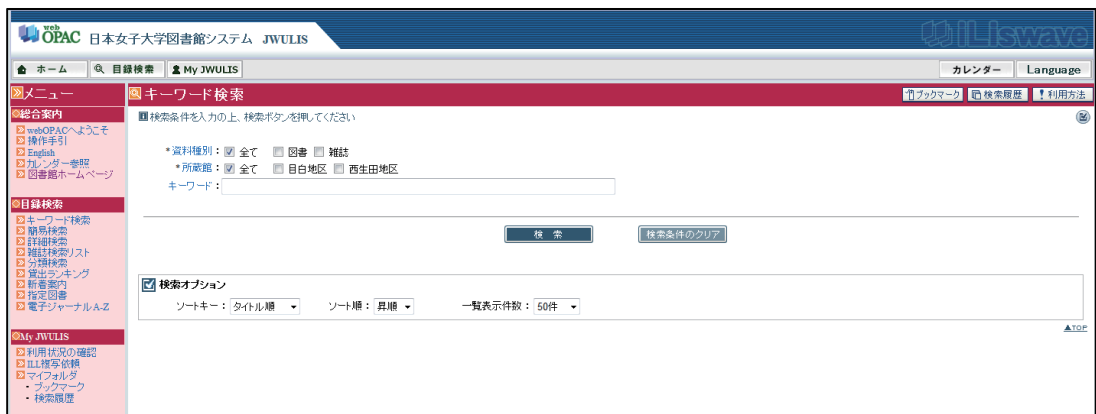 web
OPAC 日本女子大学図書館システム JWULIS
iLiswave
ホーム 目録検索 My JWULIS カレンダー Language
メニュー
キーワード検索 ブックマーク 検索履歴 利用方法
総合案内
webOPACへようこそ
操作手引
English
カレンダー参照
図書館ホームページ
目録検索
キーワード検索
簡易検索
詳細検索
雑誌検索リスト
分類検索
貸出ランキング
新着案内
指定図書
電子ジャーナルA-Z
My JWULIS
利用状況の確認
ILL複写依頼
マイフォルダ
・ブックマーク
・検索履歴
検索条件を入力の上、検索ボタンを押してください
*資料種別： 全て 図書 雑誌
*所蔵館： 全て 目白地区 西生田地区
キーワード：
検 索 検索条件のクリア
検索オプション
ソートキー： タイトル順 ソート順： 昇順 一覧表示件数： 50件
▲TOP